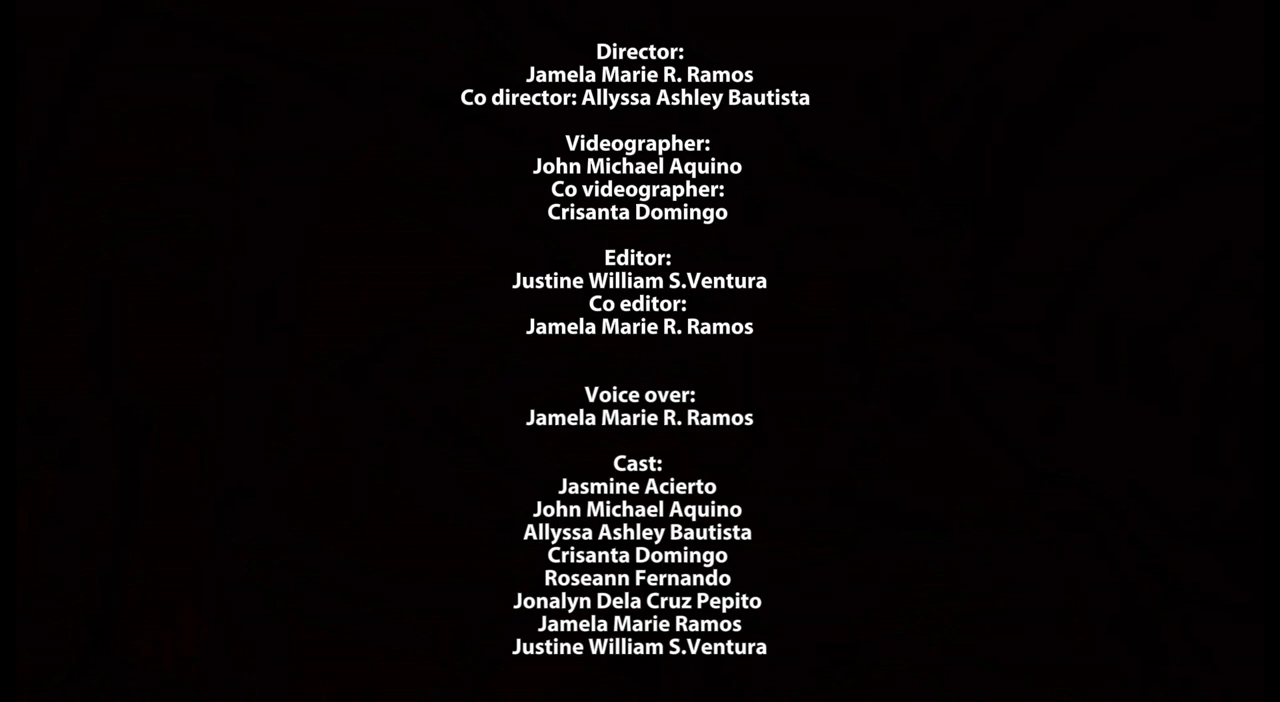 Director:
Jamela Marie R. Ramos
Co director: Allyssa Ashley Bautista
Videographer:
John Michael Aquino
Co videographer:
Crisanta Domingo
Editor:
Justine William S.Ventura
Co editor:
Jamela Marie R. Ramos
Voice over:
Jamela Marie R. Ramos
Cast:
Jasmine Acierto
John Michael Aquino
Allyssa Ashley Bautista
Crisanta Domingo
Roseann Fernando
Jonalyn Dela Cruz Pepito
Jamela Marie Ramos
Justine William S.Ventura